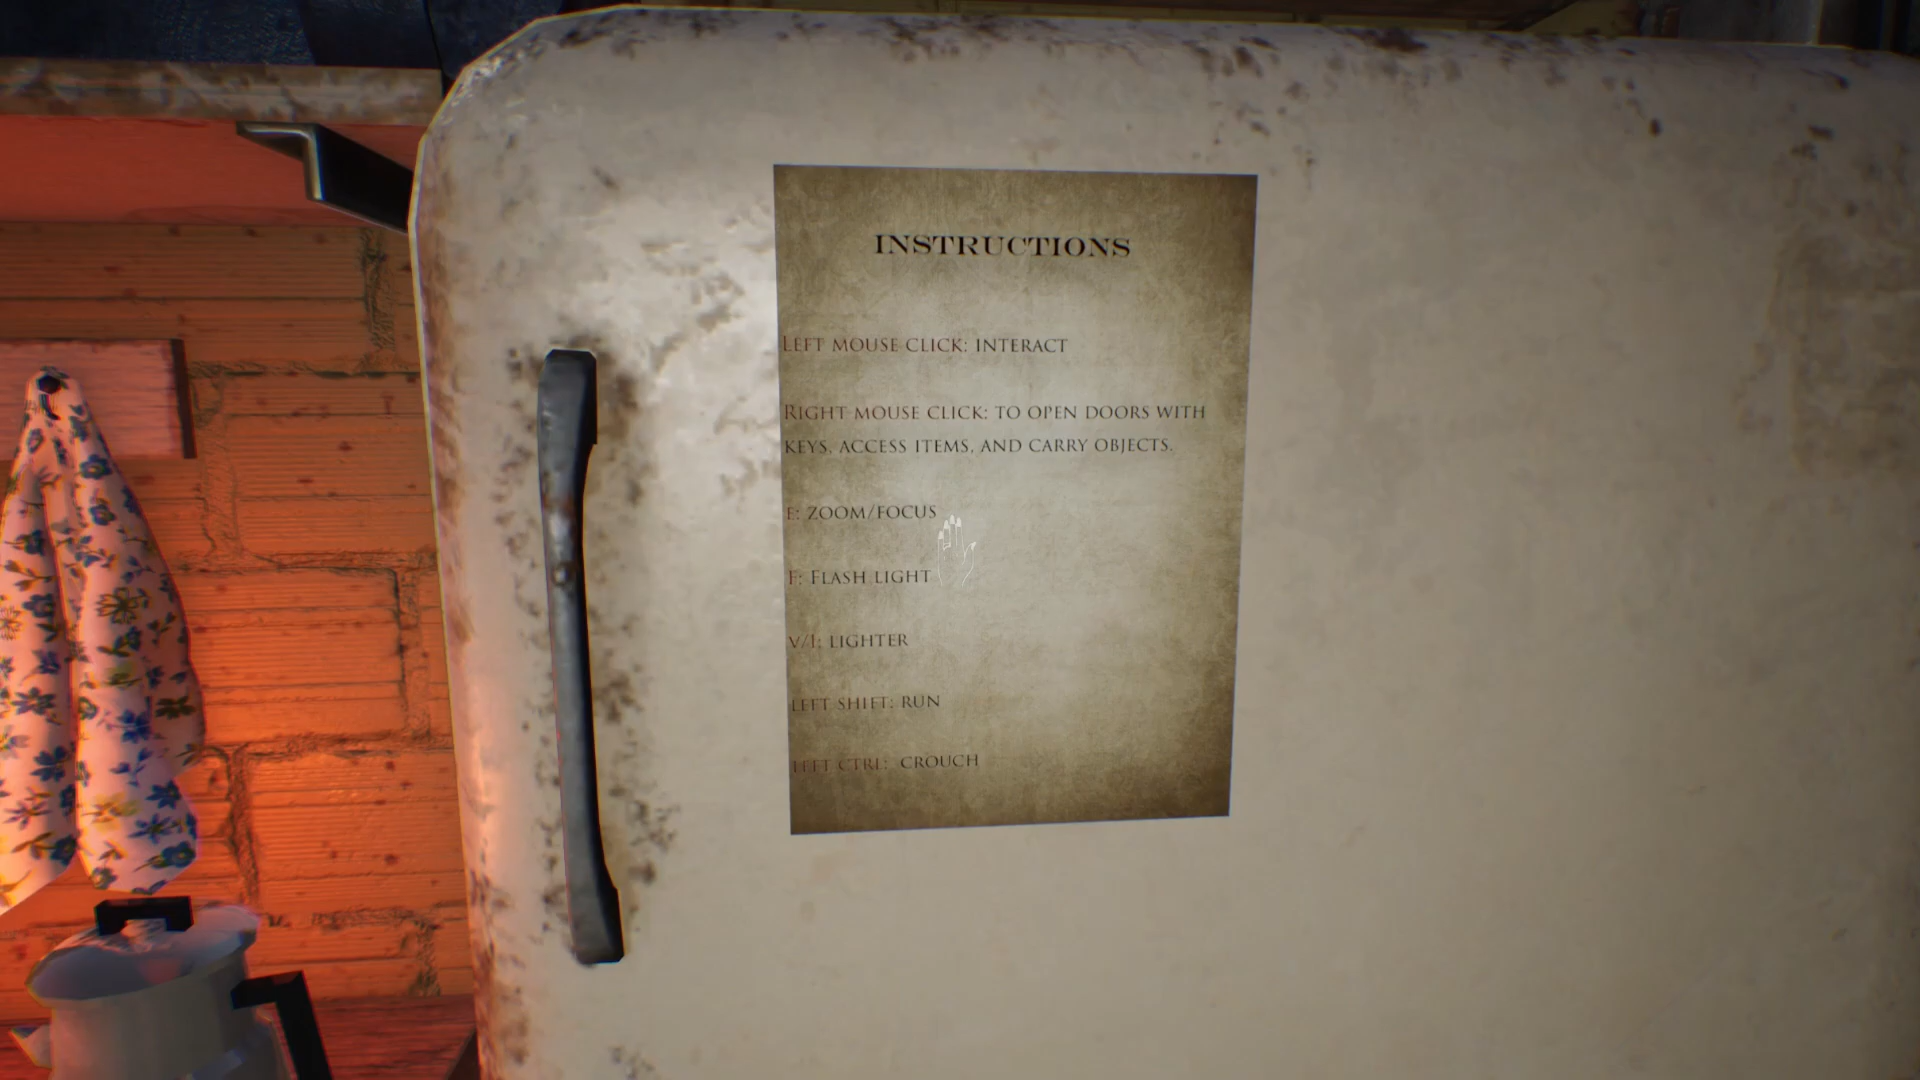 INSTRUCTIONS
LEFT MOUSE CLICK: INTERACT
RIGHT MOUSE CLICK: TO OPEN DOORS WITH
KEYS, ACCESS ITEMS, AND CARRY OBJECTS.
E: ZOOM/FOCUS
F: FLASH LIGHT
V/I: LIGHTER
LEFT SHIFT: RUN
LEFT CTRL: CROUCH